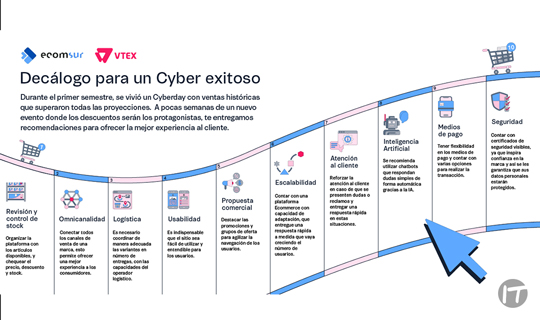 ecomsur VTEX
Decálogo para un Cyber exitoso
Durante el primer semestre, se vivió un Cyberday con ventas históricas
que superaron todas las proyecciones. A pocas semanas de un nuevo
evento donde los descuentos serán los protagonistas, te entregamos
recomendaciones para ofrecer la mejor experiencia al cliente.
1
Revisión y
control de
stock
Organizar la
plataforma con
los artículos
disponibles, y
chequear el
precio, descuento
y stock.
2
Omnicanalidad
Conectar todos
los canales de
venta de una
marca, esto
permite ofrecer
una mejor
experiencia a los
consumidores.
3
Logística
Es necesario
coordinar de
manera adecuada
las variantes en
número de
entregas, con las
capacidades del
operador
logístico.
4
Usabilidad
Es indispensable
que el sitio sea
fácil de utilizar y
entendible para
los usuarios.
5
Propuesta
comercial
Destacar las
promociones y
grupos de oferta
para agilizar la
navegación de los
usuarios.
6
Escalabilidad
Contar con una
plataforma
Ecommerce con
capacidad de
adaptación, que
entregue una
respuesta rápida
a medida que vaya
creciendo el
número de
usuarios.
7
Atención
al cliente
Reforzar la
atención al cliente
en caso de que se
presenten dudas o
reclamos y
entregar una
respuesta rápida
en estas
situaciones.
8
Inteligencia
Artificial
Se recomienda
utilizar chatbots
que respondan
dudas simples de
forma automática
gracias a la IA.
9
Medios
de pago
Tener flexibilidad
en los medios de
pago y contar con
varias opciones
para realizar la
transacción.
10
Seguridad
Contar con
certificados de
seguridad visibles,
ya que inspira
confianza en la
marca y así se les
garantiza que sus
datos personales
estarán
protegidos.
IT